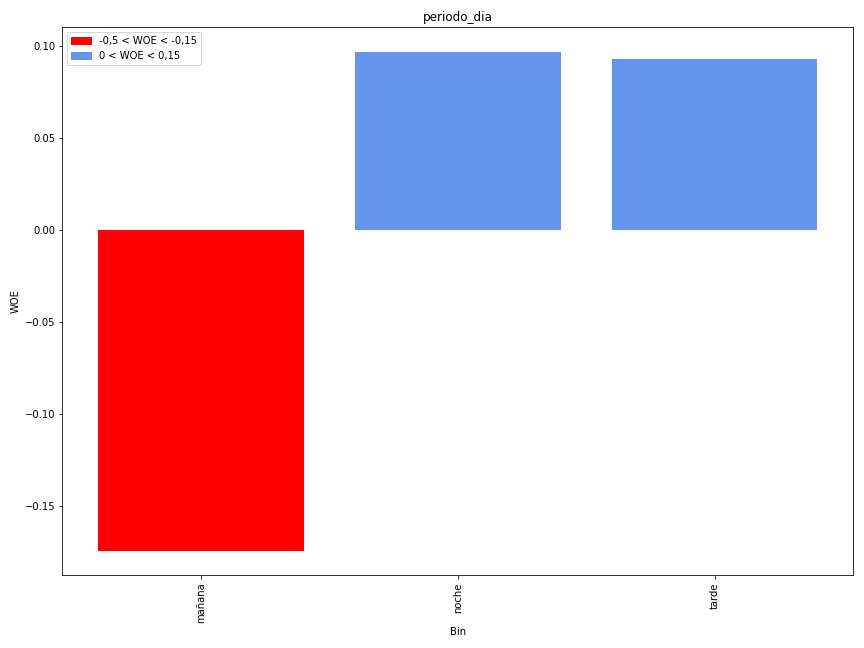 periodo_dia
-0,5 < WOE < -0,15
0 < WOE < 0,15
0.10
0.05
0.00
−0.05
−0.10
−0.15
WOE
mañana
noche
tarde
Bin